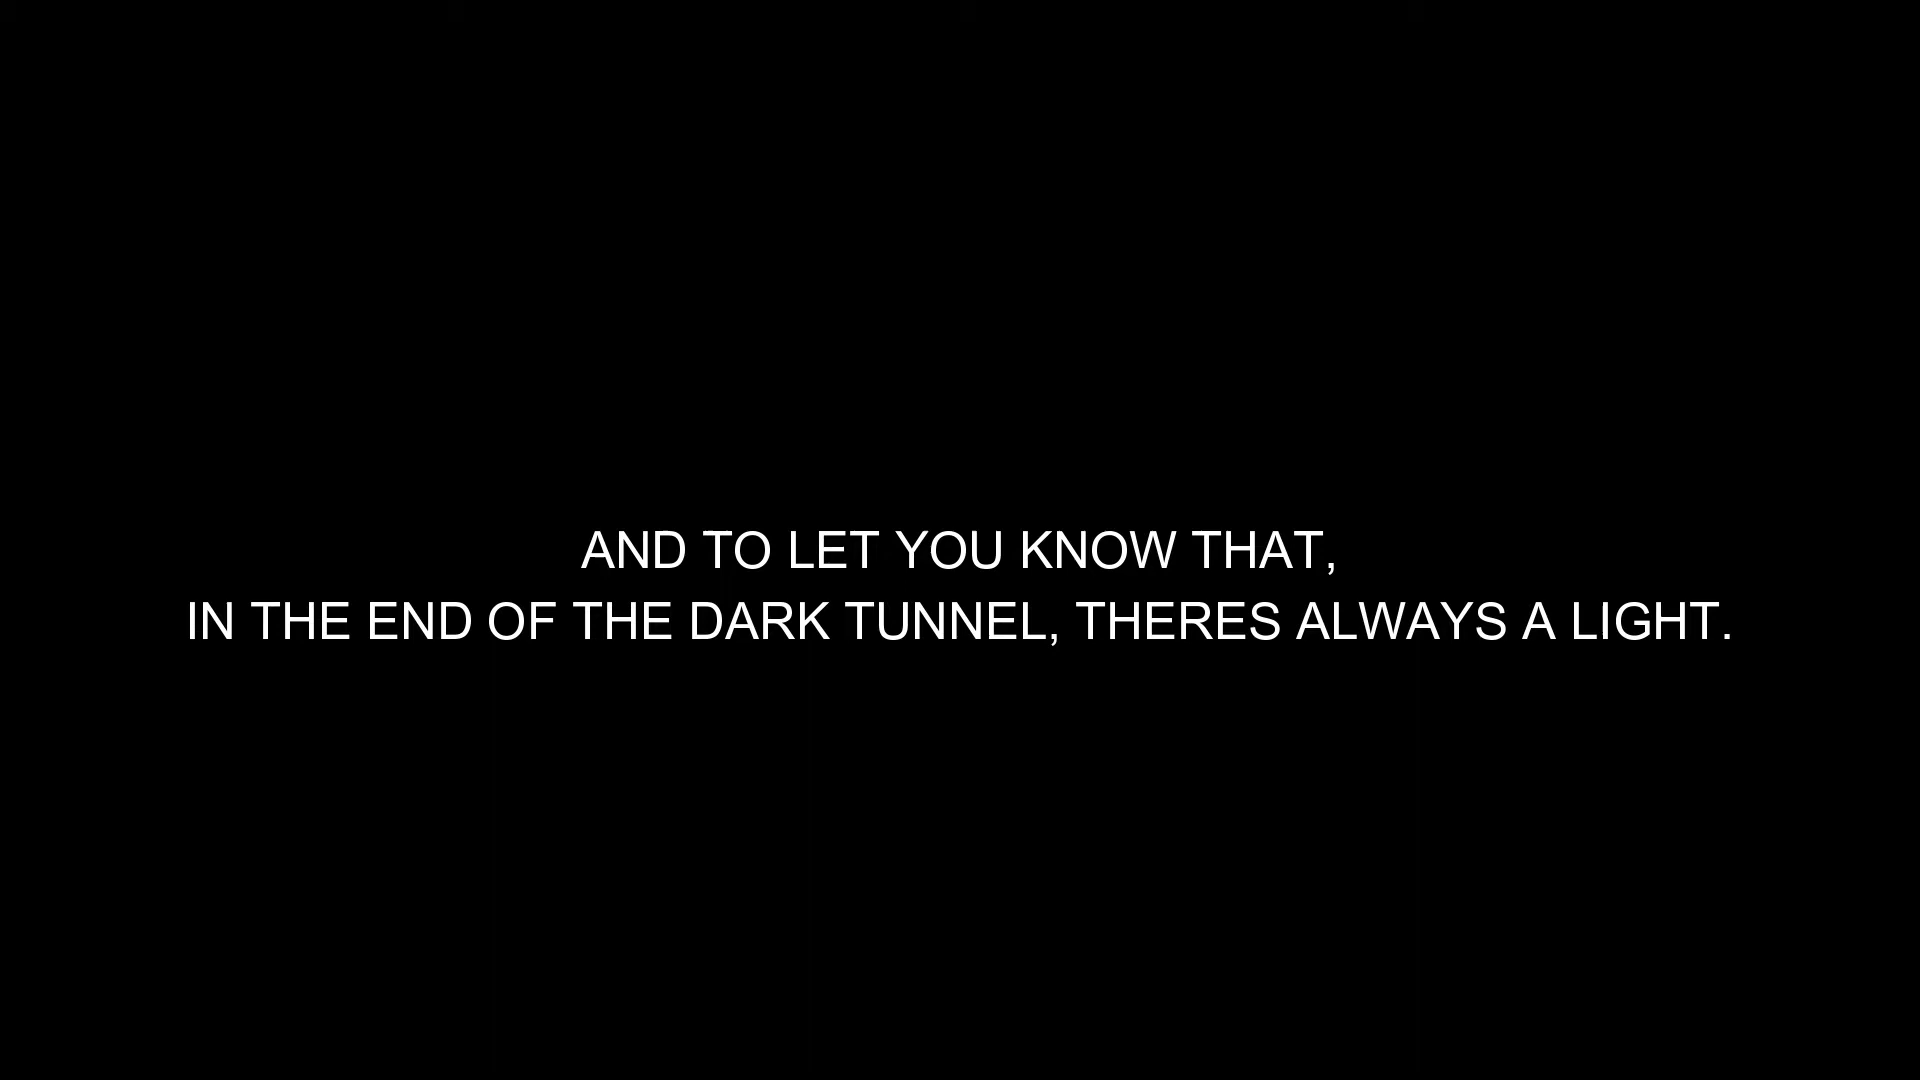 AND TO LET YOU KNOW THAT,
IN THE END OF THE DARK TUNNEL, THERES ALWAYS A LIGHT.